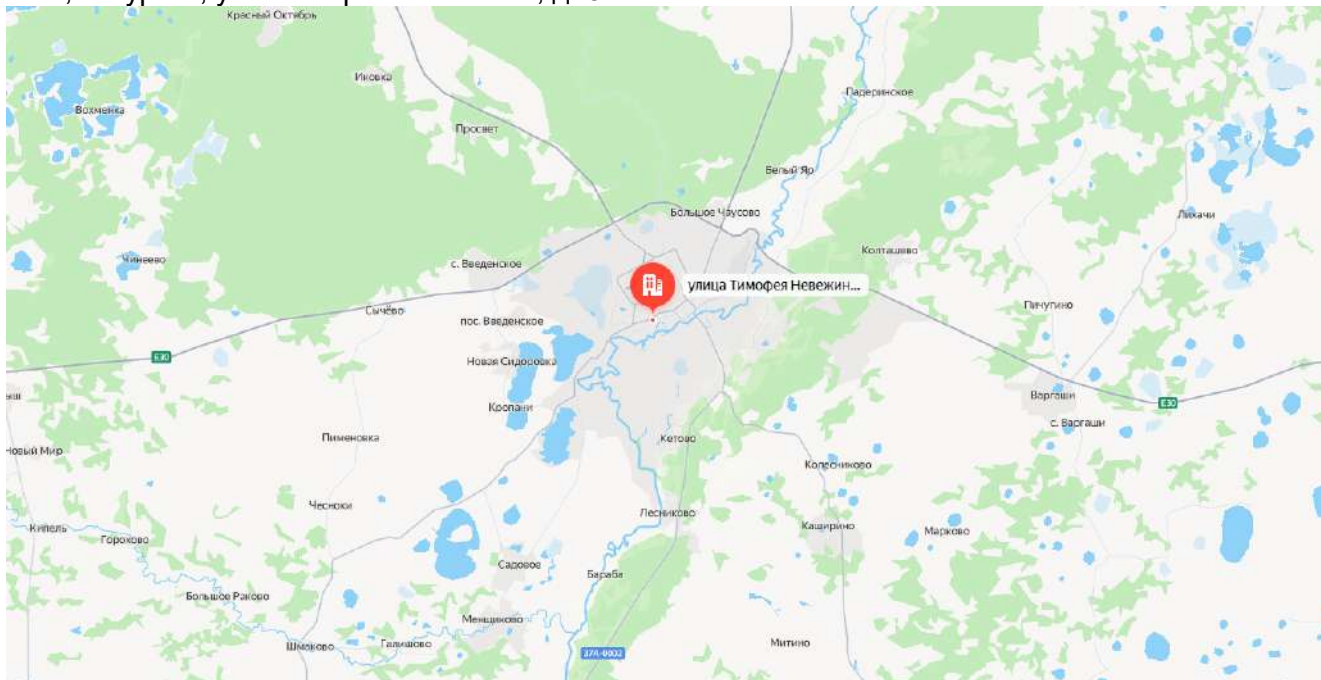 Красный Октябрь
Иковка
Вохменка
Падеринское
Просвет
Белый Яр
Большое Чаусово
Лихачи
Колташево
Чинеево
с. Введенское
улица Тимофея Невежин...
Пичугино
Сычёво
пос. Введенское
E30
Новая Сидоровка
Варгаши
E30
Кропани
с. Варгаши
Пименовка
Кетово
Новый Мир
Колесниково
Чесноки
Лесниково
Кипель
Каширино
Марково
Горохово
Садовое
Бараба
Большое Раково
Менщиково
Шмаково
Галишово
Митино
37А-0002